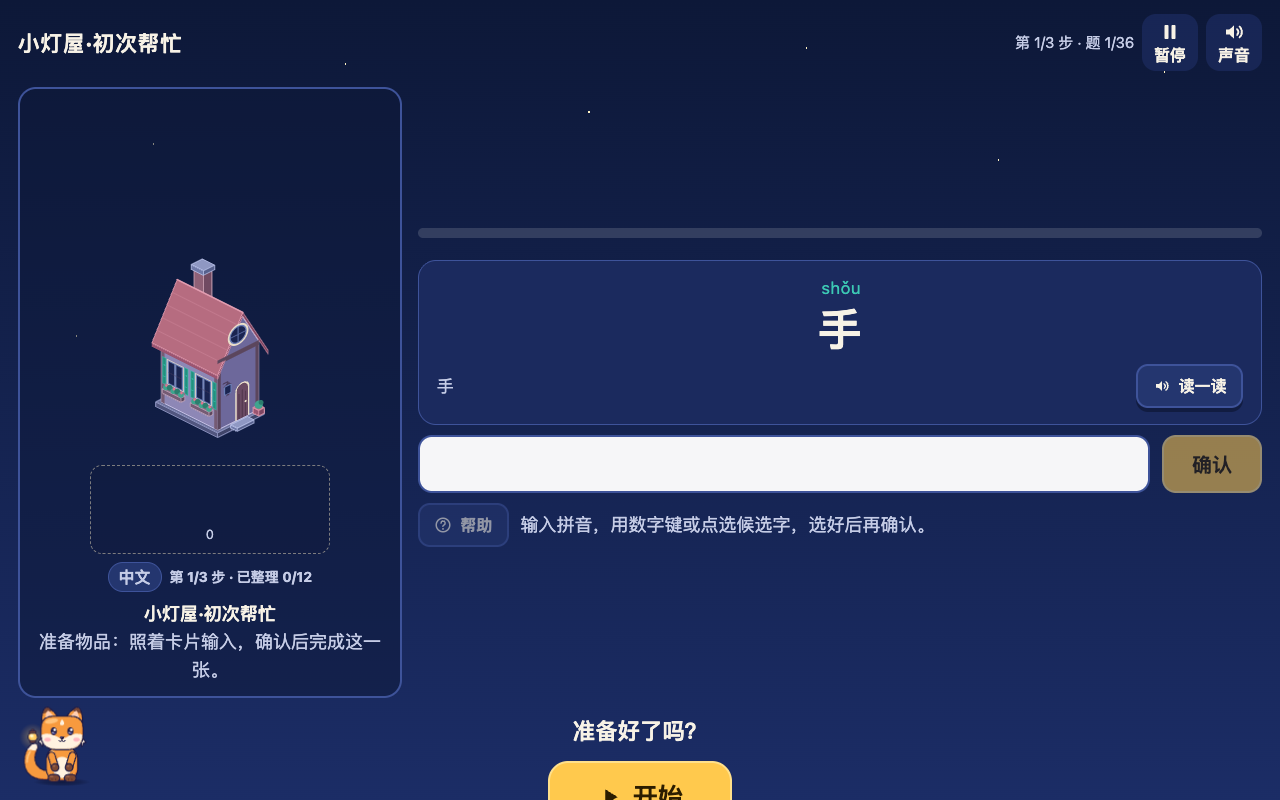 小灯屋·初次帮忙
第 1/3 步 · 题 1/36
暂停
声音
shǒu
手
手
读一读
确认
帮助
输入拼音，用数字键或点选候选字，选好后再确认。
0
中文
第 1/3 步 · 已整理 0/12
小灯屋·初次帮忙
准备物品：照着卡片输入，确认后完成这一
张。
准备好了吗?
开始